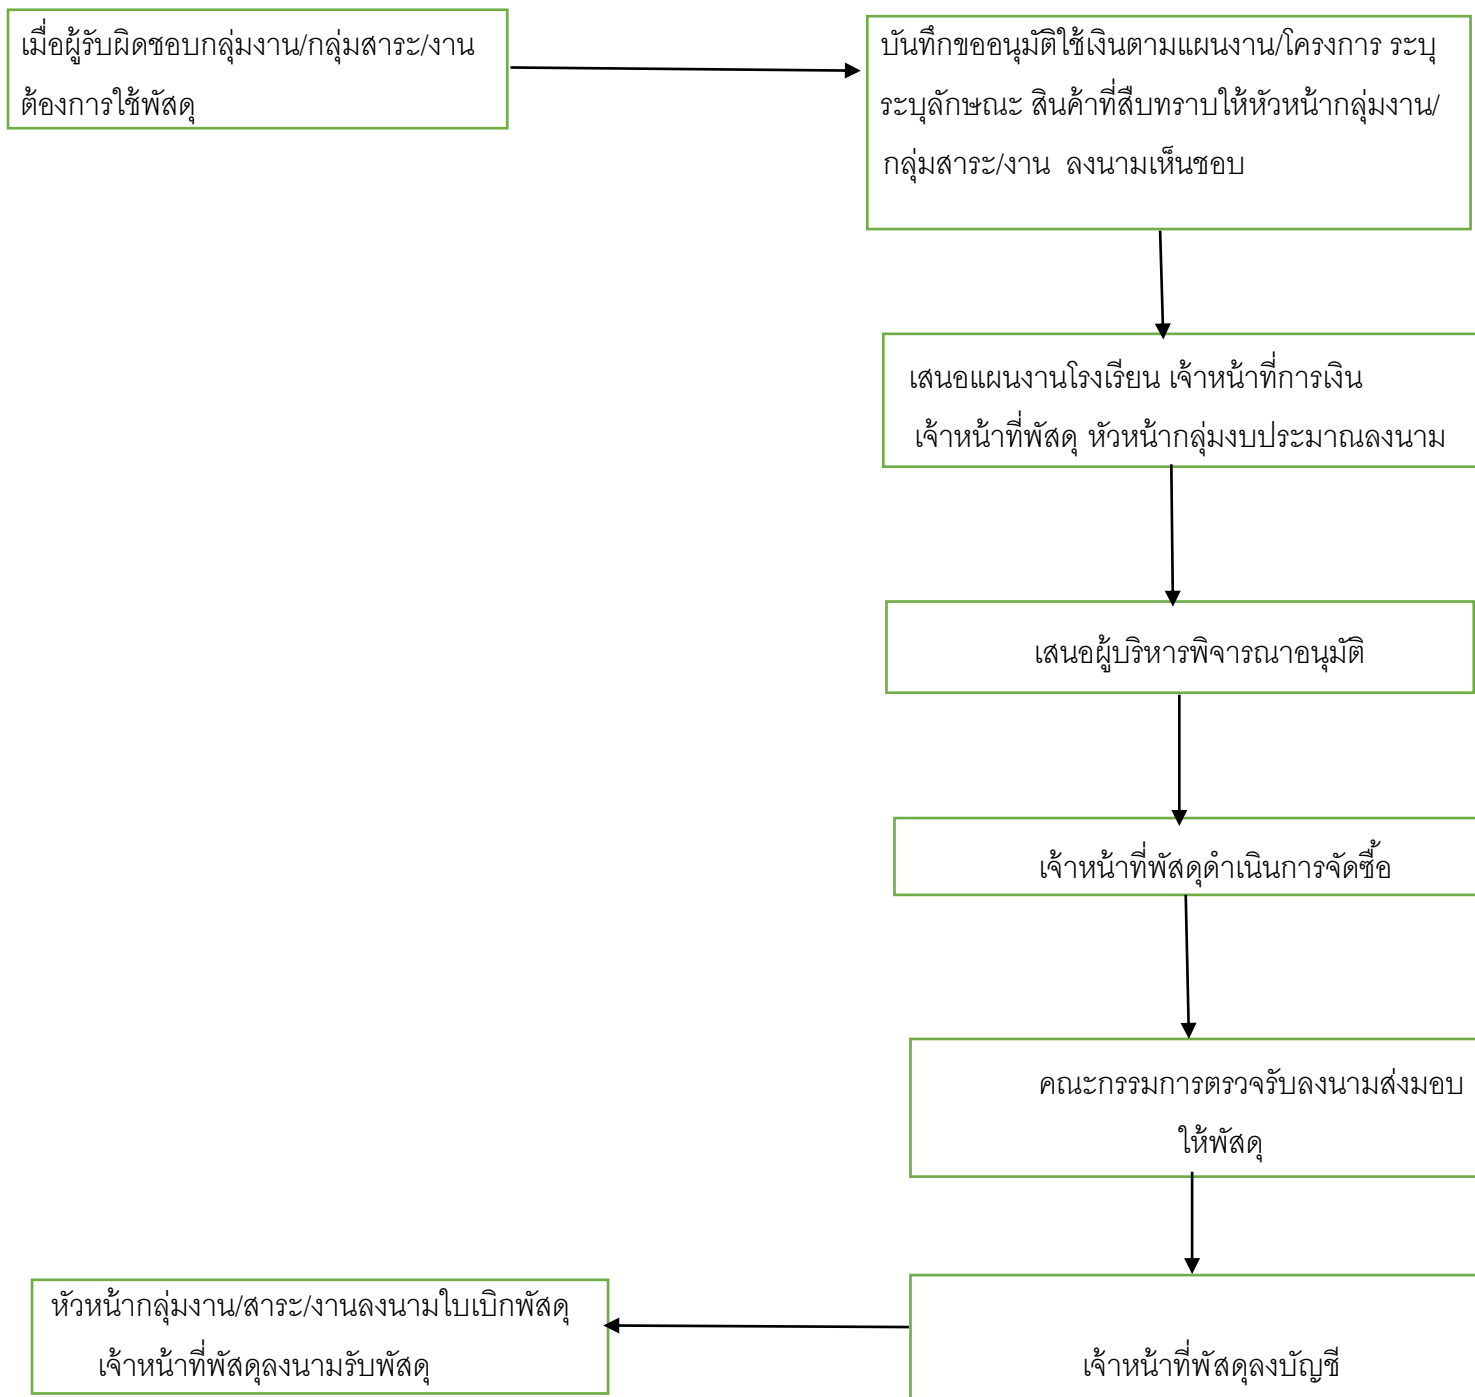 เมื่อผู้รับผิดชอบกลุ่มงาน/กลุ่มสาระ/งาน
ต้องการใช้พัสดุ
บันทึกขออนุมัติใช้เงินตามแผนงาน/โครงการ ระบุ
ระบุลักษณะ สินค้าที่สืบทราบให้หัวหน้ากลุ่มงาน/
กลุ่มสาระ/งาน ลงนามเห็นชอบ
เสนอแผนงานโรงเรียน เจ้าหน้าที่การเงิน
เจ้าหน้าที่พัสดุ หัวหน้ากลุ่มงบประมาณลงนาม
เสนอผู้บริหารพิจารณาอนุมัติ
เจ้าหน้าที่พัสดุดำเนินการจัดซื้อ
คณะกรรมการตรวจรับลงนามส่งมอบ
ให้พัสดุ
เจ้าหน้าที่พัสดุลงบัญชี
หัวหน้ากลุ่มงาน/สาระ/งานลงนามใบเบิกพัสดุ
เจ้าหน้าที่พัสดุลงนามรับพัสดุ